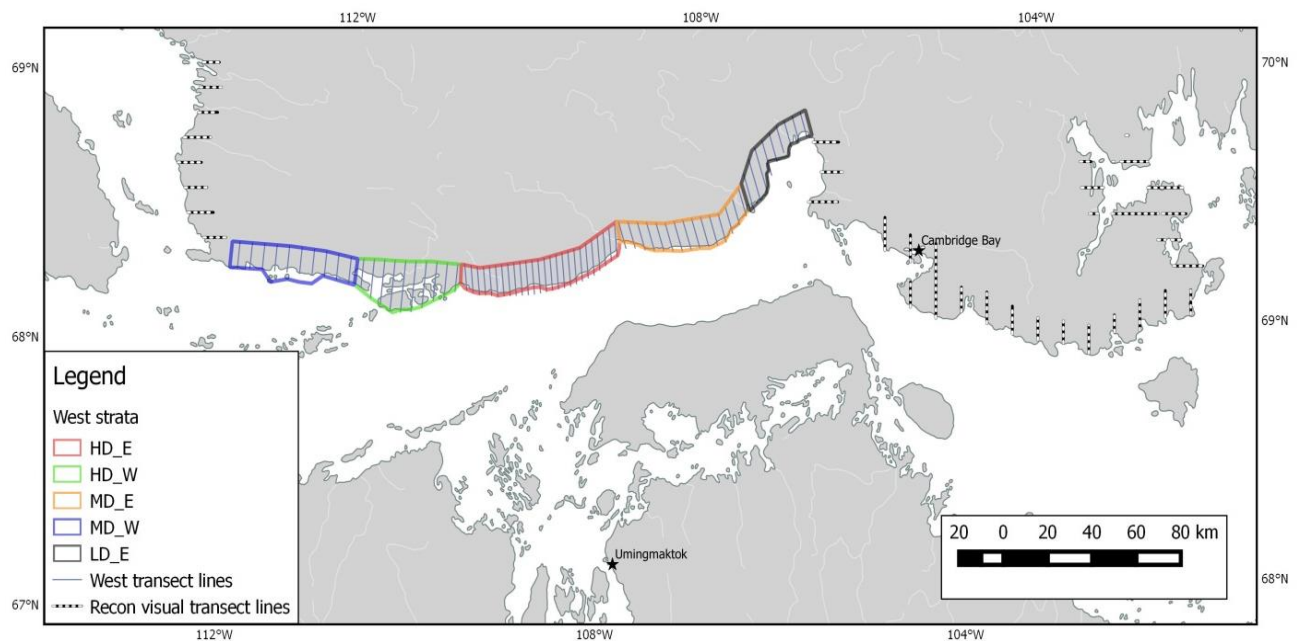 112°W 108°W 104°W
69°N 70°N
Cambridge Bay
68°N 69°N
Legend
West strata
HD_E
HD_W
MD_E
MD_W
LD_E
West transect lines
Recon visual transect lines
20 0 20 40 60 80 km
Umingmaktok
67°N 68°N
112°W 108°W 104°W